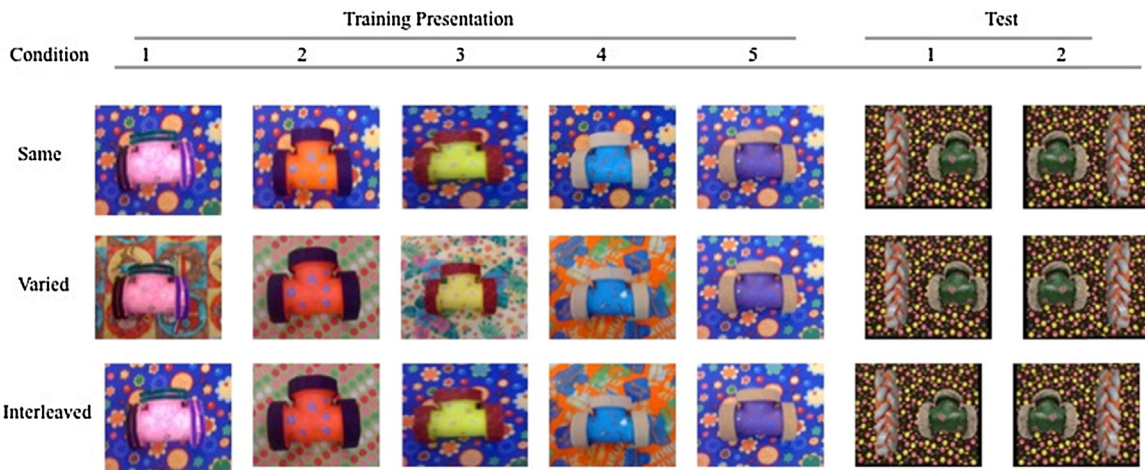 Training Presentation Test
Condition 1 2 3 4 5 1 2
Same
Varied
Interleaved